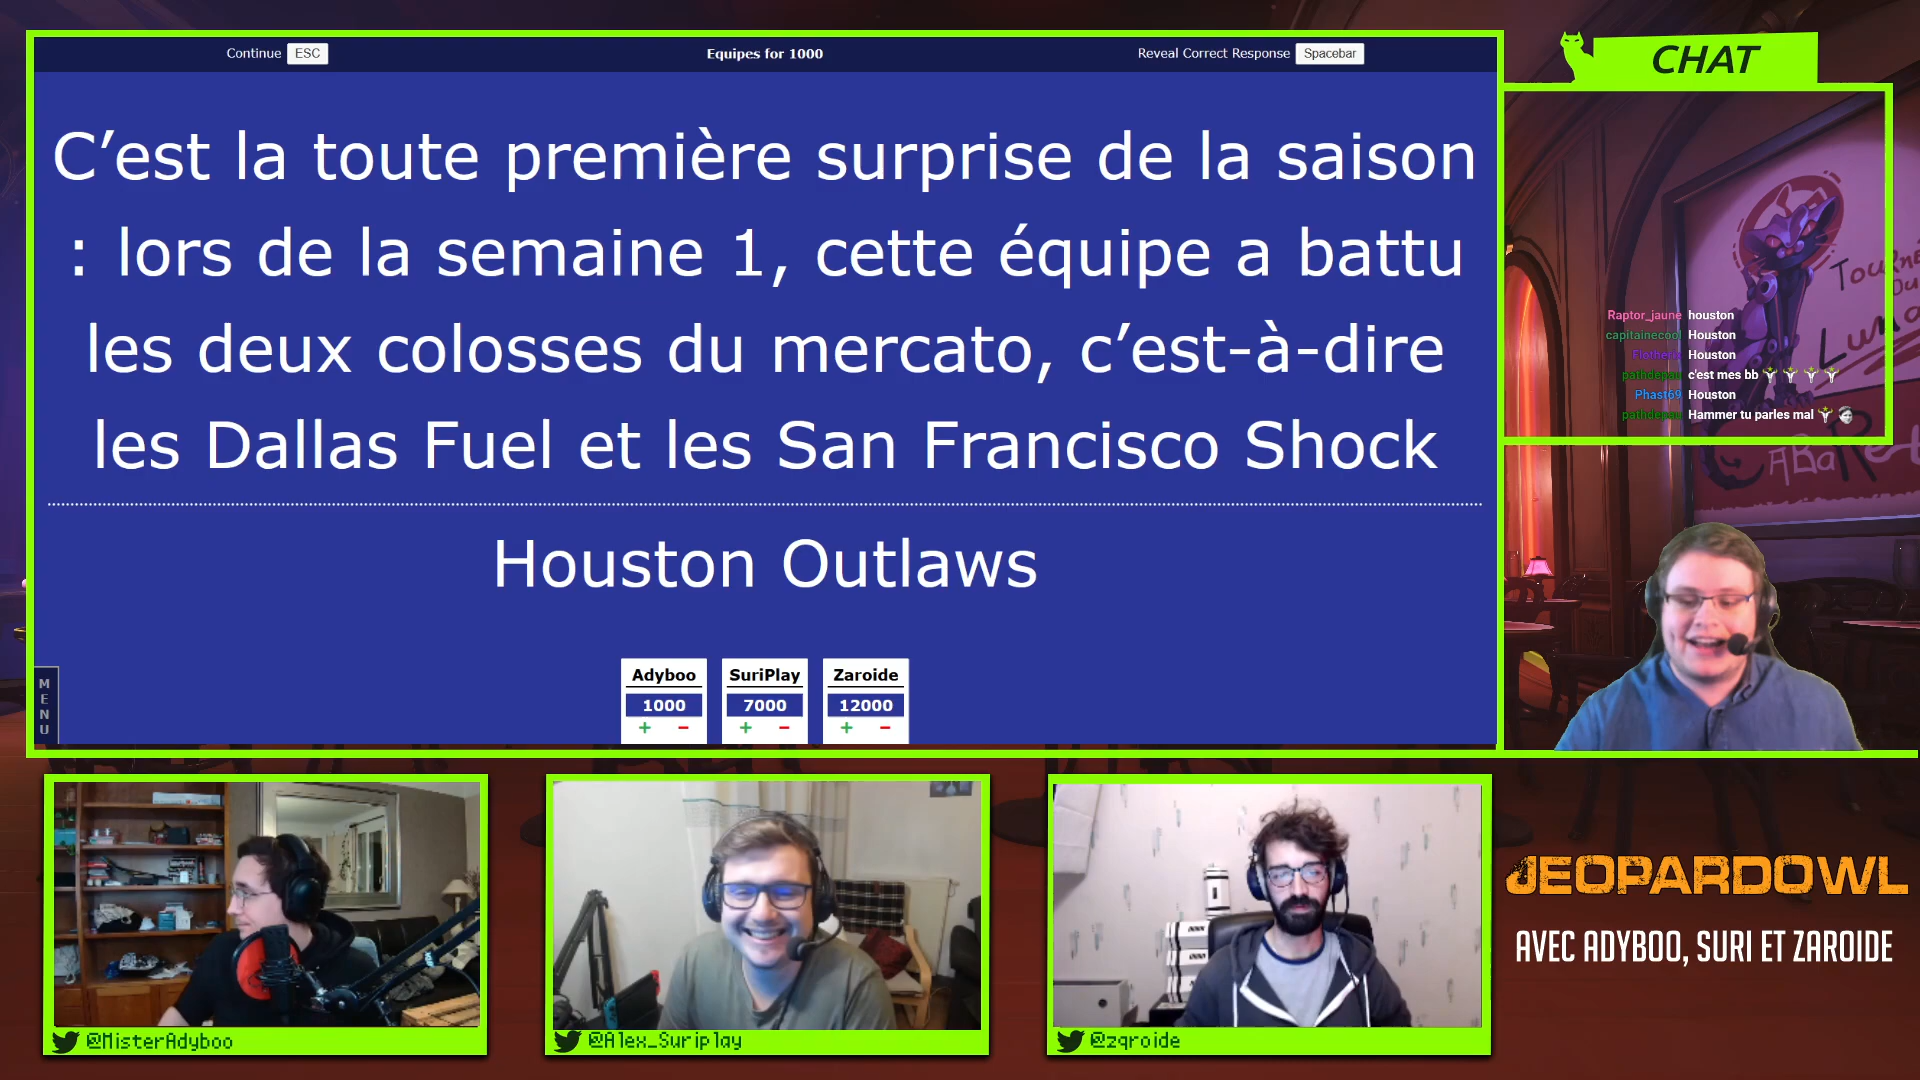 Continue ESC
Equipes for 1000
Reveal Correct Response Spacebar
C’est la toute première surprise de la saison
: lors de la semaine 1, cette équipe a battu
les deux colosses du mercato, c’est-à-dire
les Dallas Fuel et les San Francisco Shock
Houston Outlaws
MENU
Adyboo
1000
+ −
SuriPlay
7000
+ −
Zaroide
12000
+ −
CHAT
Raptor_jaune houston
capitainecool Houston
Houston
pathdepau c'est mes bb
Phast69 Houston
pathdepau Hammer tu parles mal
CABaRet
@MisterAdyboo
@Alex_Suriplay
@zqroide
JEOPARDOWL
AVEC ADYBOO, SURI ET ZAROIDE